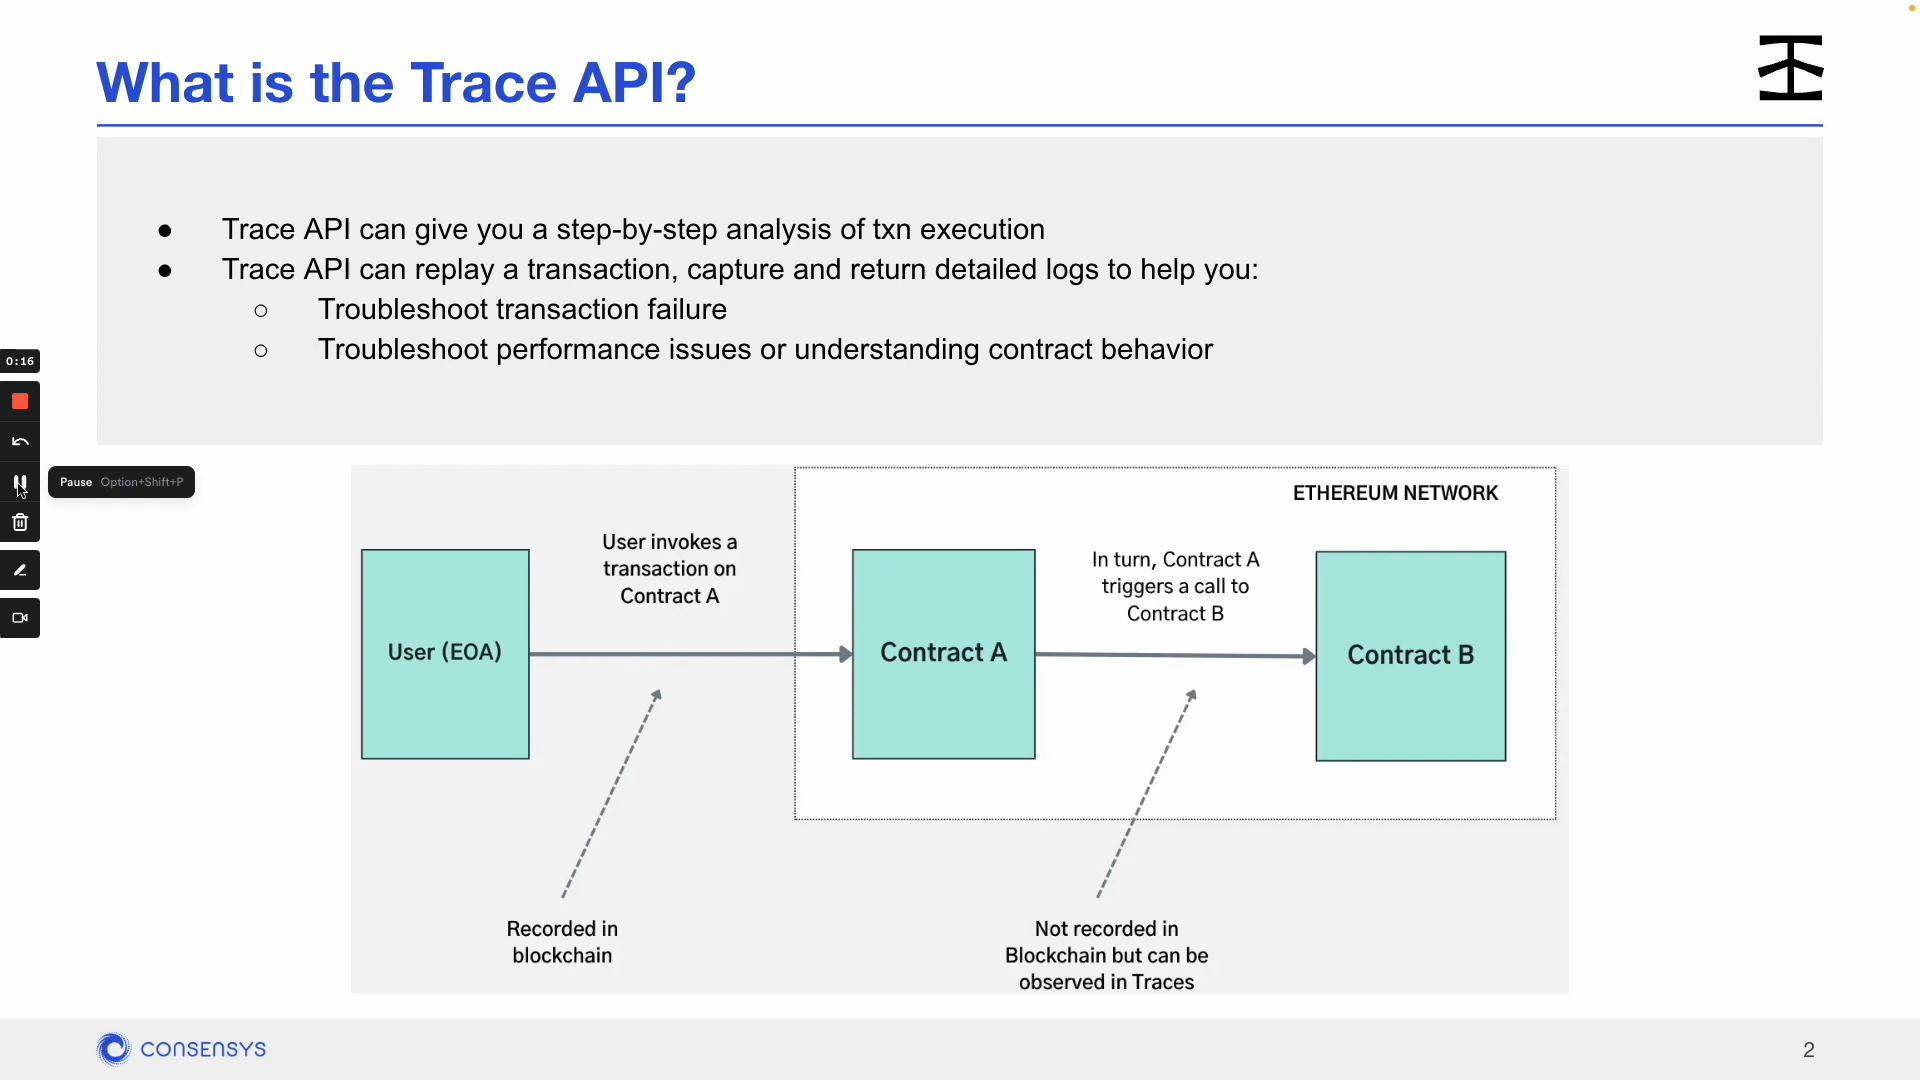 What is the Trace API?
● Trace API can give you a step-by-step analysis of txn execution
● Trace API can replay a transaction, capture and return detailed logs to help you:
○ Troubleshoot transaction failure
○ Troubleshoot performance issues or understanding contract behavior
0:16
Pause Option+Shift+P
ETHEREUM NETWORK
User invokes a
transaction on
Contract A
In turn, Contract A
triggers a call to
Contract B
User (EOA)
Contract A
Contract B
Recorded in
blockchain
Not recorded in
Blockchain but can be
observed in Traces
CONSENSYS
2